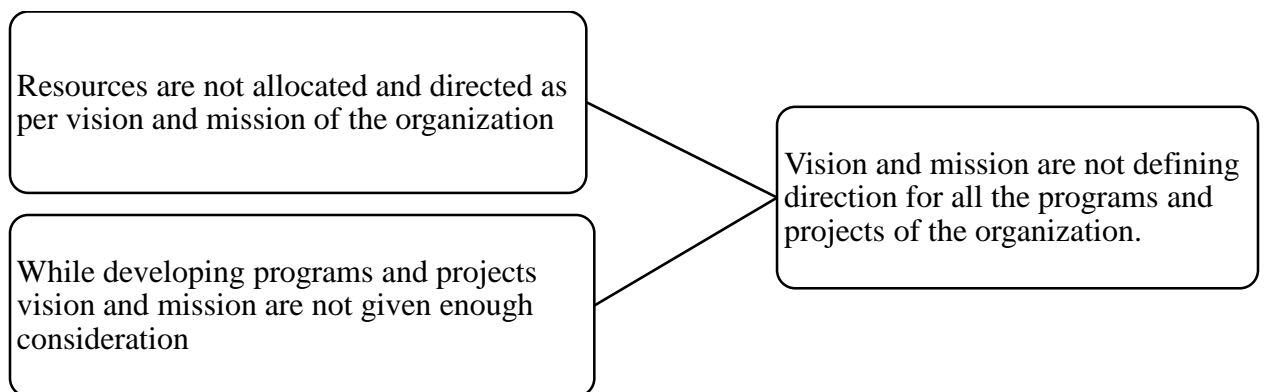 Resources are not allocated and directed as
per vision and mission of the organization
While developing programs and projects
vision and mission are not given enough
consideration
Vision and mission are not defining
direction for all the programs and
projects of the organization.